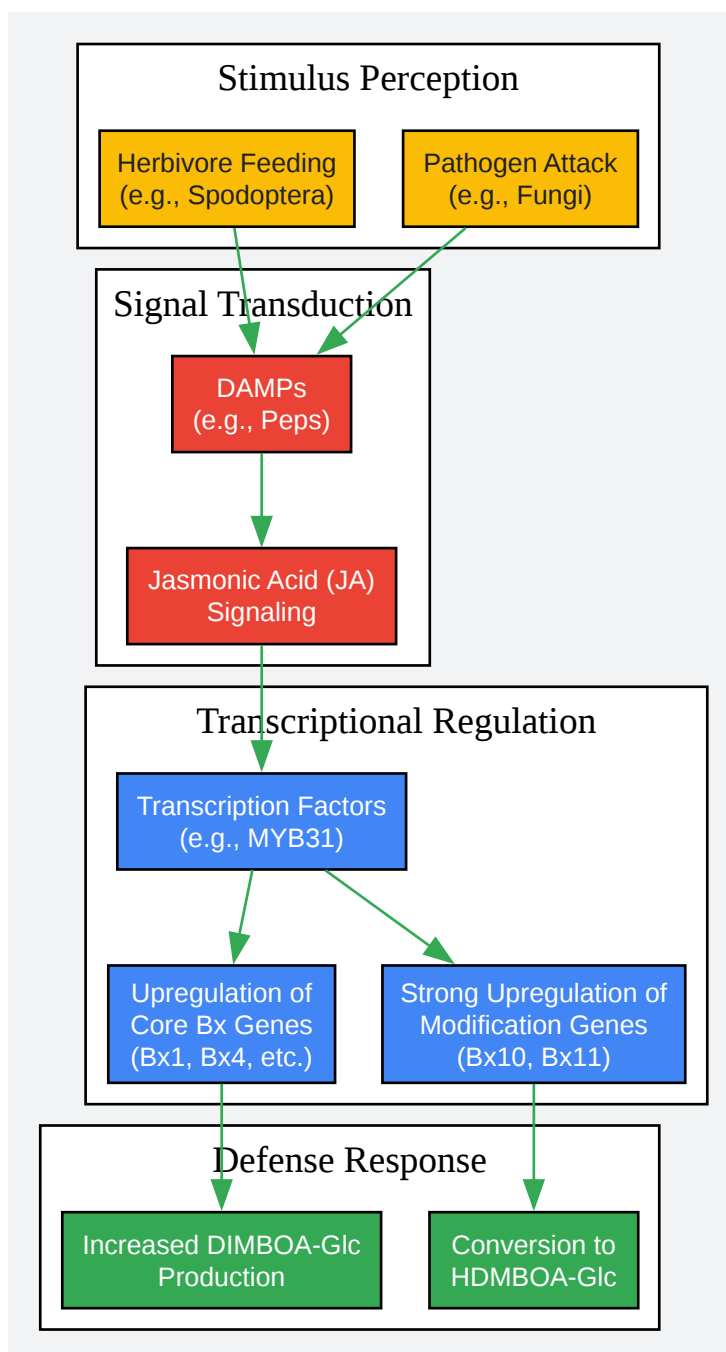 Stimulus Perception
Herbivore Feeding
(e.g., Spodoptera)
Pathogen Attack
(e.g., Fungi)
Signal Transduction
DAMPs
(e.g., Peps)
Jasmonic Acid (JA)
Signaling
Transcriptional Regulation
Transcription Factors
(e.g., MYB31)
Upregulation of
Core Bx Genes
(Bx1, Bx4, etc.)
Strong Upregulation of
Modification Genes
(Bx10, Bx11)
Defense Response
Increased DIMBOA-Glc
Production
Conversion to
HDMBOA-Glc